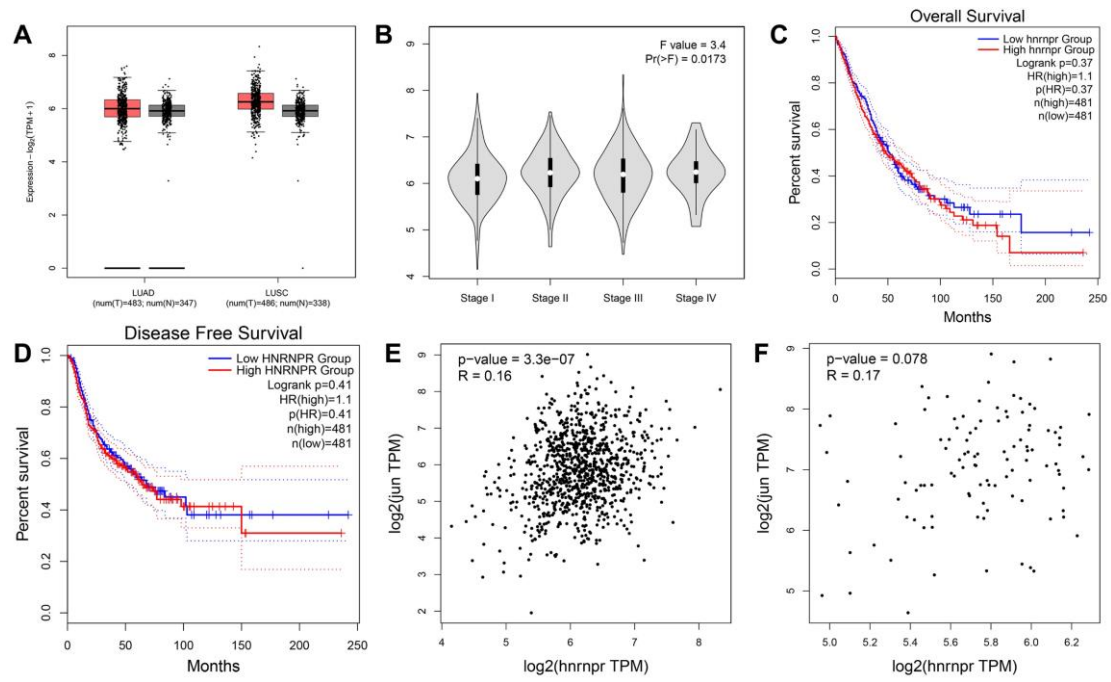 A
Expression−log₂(TPM+1)
8
6
4
2
0
LUAD
(num(T)=483; num(N)=347)
LUSC
(num(T)=486; num(N)=338)
B
F value = 3.4
Pr(>F) = 0.0173
9
8
7
6
5
4
Stage I
Stage II
Stage III
Stage IV
C
Overall Survival
Low hnrnpr Group
High hnrnpr Group
Logrank p=0.37
HR(high)=1.1
p(HR)=0.37
n(high)=481
n(low)=481
Percent survival
1.0
0.8
0.6
0.4
0.2
0.0
0 50 100 150 200 250
Months
D
Disease Free Survival
Low HNRNPR Group
High HNRNPR Group
Logrank p=0.41
HR(high)=1.1
p(HR)=0.41
n(high)=481
n(low)=481
Percent survival
1.0
0.8
0.6
0.4
0.2
0.0
0 50 100 150 200 250
Months
E
p-value = 3.3e-07
R = 0.16
log2(jun TPM)
9
8
7
6
5
4
3
2
4 5 6 7 8
log2(hnrnpr TPM)
F
p-value = 0.078
R = 0.17
log2(jun TPM)
9
8
7
6
5
5.0 5.2 5.4 5.6 5.8 6.0 6.2
log2(hnrnpr TPM)